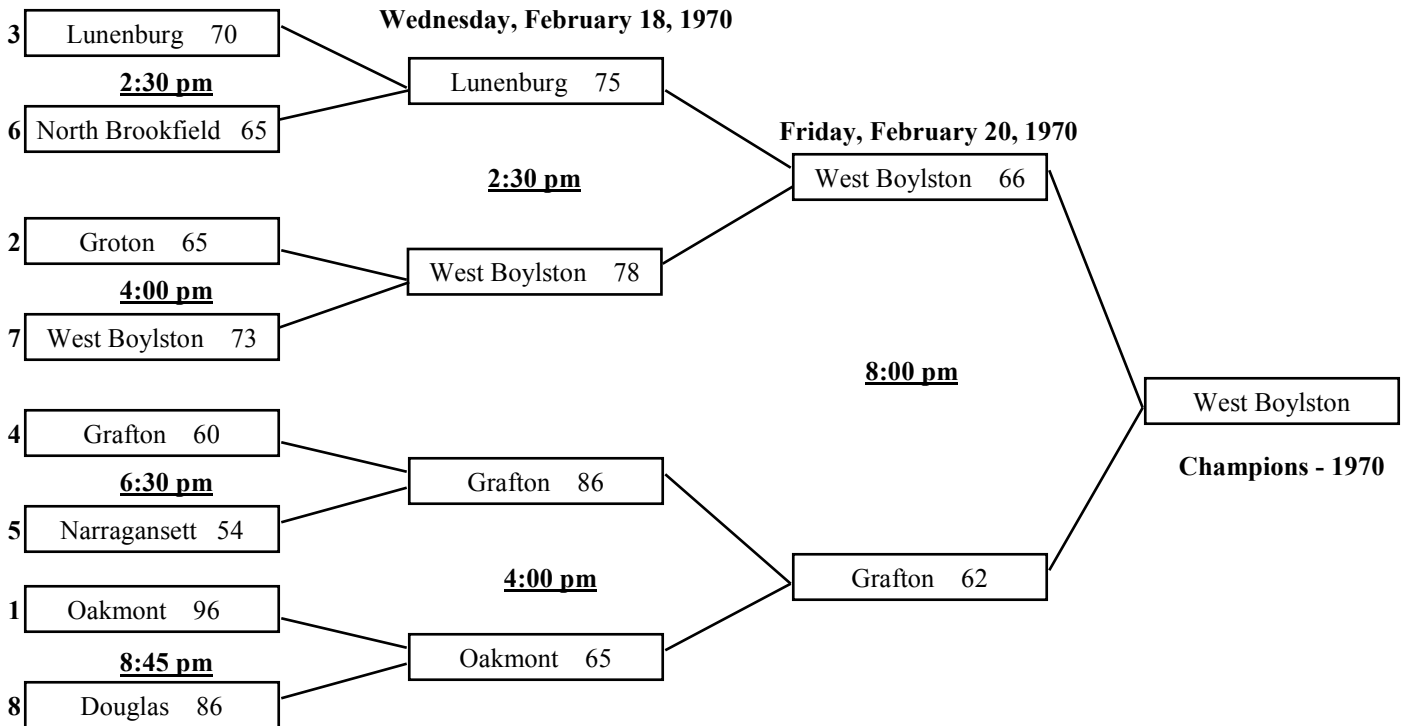 Wednesday, February 18, 1970
3 Lunenburg 70
2:30 pm
6 North Brookfield 65
2 Groton 65
4:00 pm
7 West Boylston 73
4 Grafton 60
6:30 pm
5 Narragansett 54
1 Oakmont 96
8:45 pm
8 Douglas 86
Lunenburg 75
2:30 pm
West Boylston 78
Grafton 86
4:00 pm
Oakmont 65
Friday, February 20, 1970
West Boylston 66
8:00 pm
Grafton 62
West Boylston
Champions - 1970